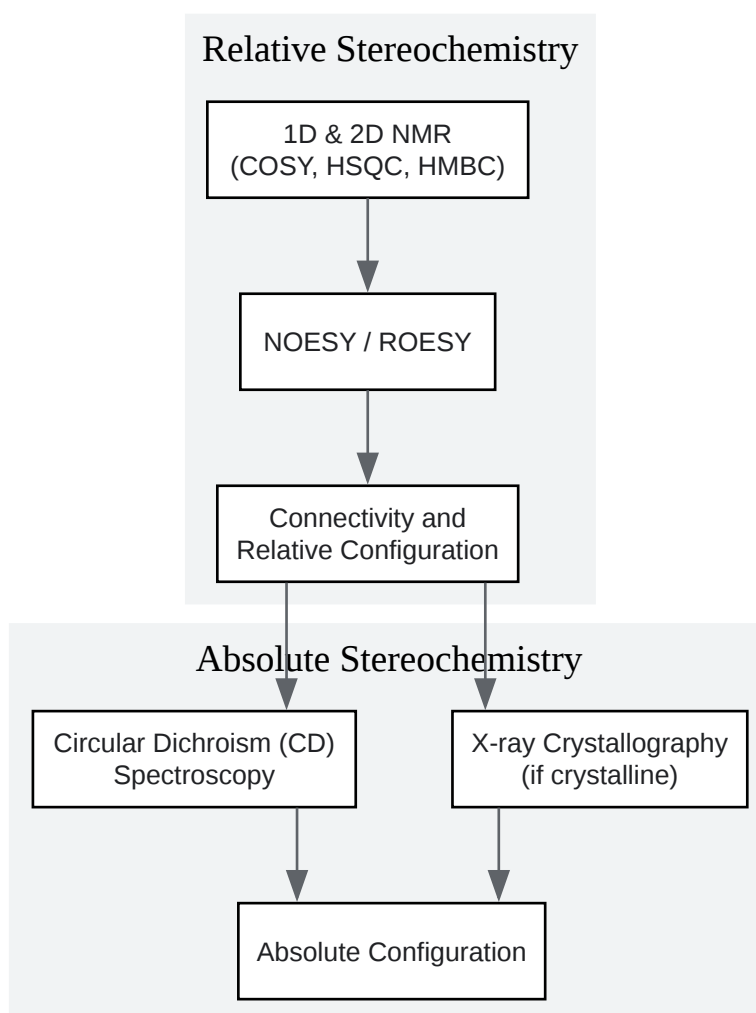 Relative Stereochemistry
1D & 2D NMR
(COSY, HSQC, HMBC)
NOESY / ROESY
Connectivity and
Relative Configuration
Absolute Stereochemistry
Circular Dichroism (CD)
Spectroscopy
X-ray Crystallography
(if crystalline)
Absolute Configuration